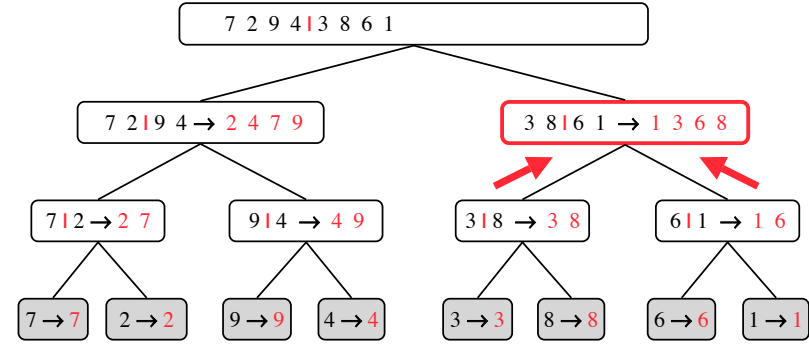 7 2 9 4|3 8 6 1
7 2|9 4 → 2 4 7 9
3 8|6 1 → 1 3 6 8
7|2 → 2 7
9|4 → 4 9
3|8 → 3 8
6|1 → 1 6
7 → 7
2 → 2
9 → 9
4 → 4
3 → 3
8 → 8
6 → 6
1 → 1